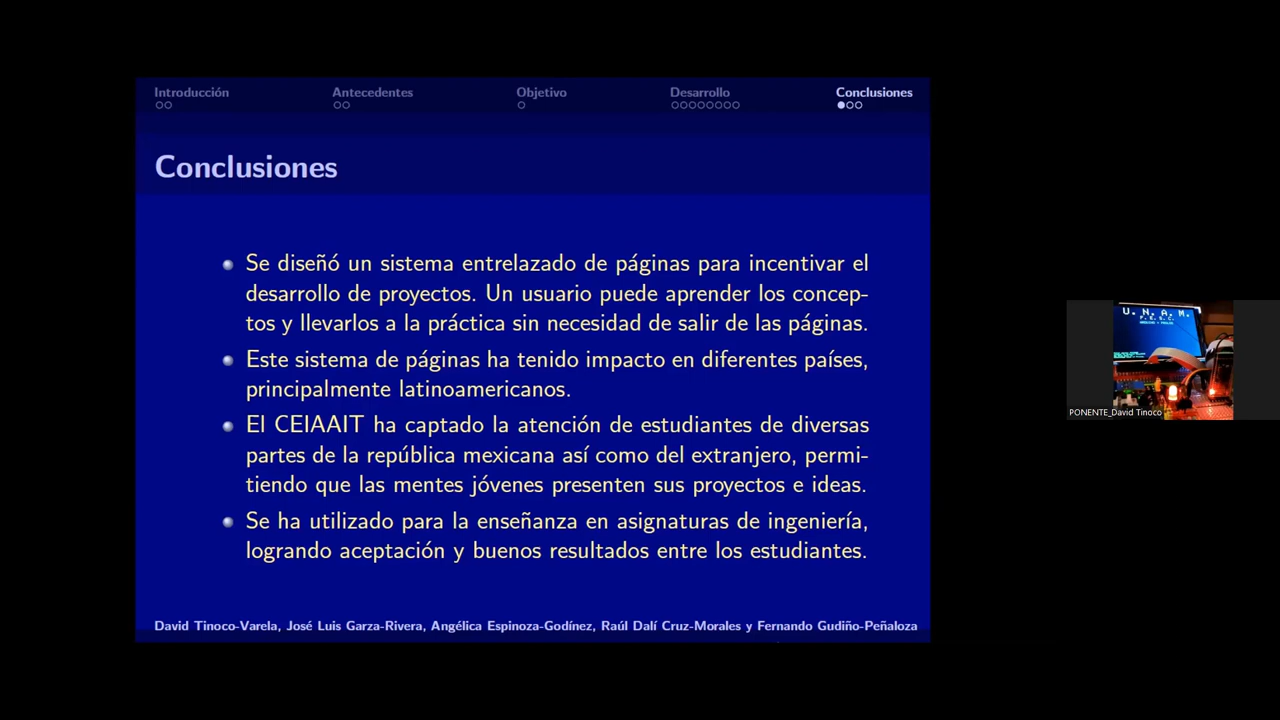 Introducción
Antecedentes
Objetivo
Desarrollo
Conclusiones
Conclusiones
Se diseñó un sistema entrelazado de páginas para incentivar el
desarrollo de proyectos. Un usuario puede aprender los concep-
tos y llevarlos a la práctica sin necesidad de salir de las páginas.
Este sistema de páginas ha tenido impacto en diferentes países,
principalmente latinoamericanos.
El CEIAAIT ha captado la atención de estudiantes de diversas
partes de la república mexicana así como del extranjero, permi-
tiendo que las mentes jóvenes presenten sus proyectos e ideas.
Se ha utilizado para la enseñanza en asignaturas de ingeniería,
logrando aceptación y buenos resultados entre los estudiantes.
David Tinoco-Varela, José Luis Garza-Rivera, Angélica Espinoza-Godínez, Raúl Dalí Cruz-Morales y Fernando Gudiño-Peñaloza
U. N. A. M.
F. E. S. C.
PONENTE_David Tinoco